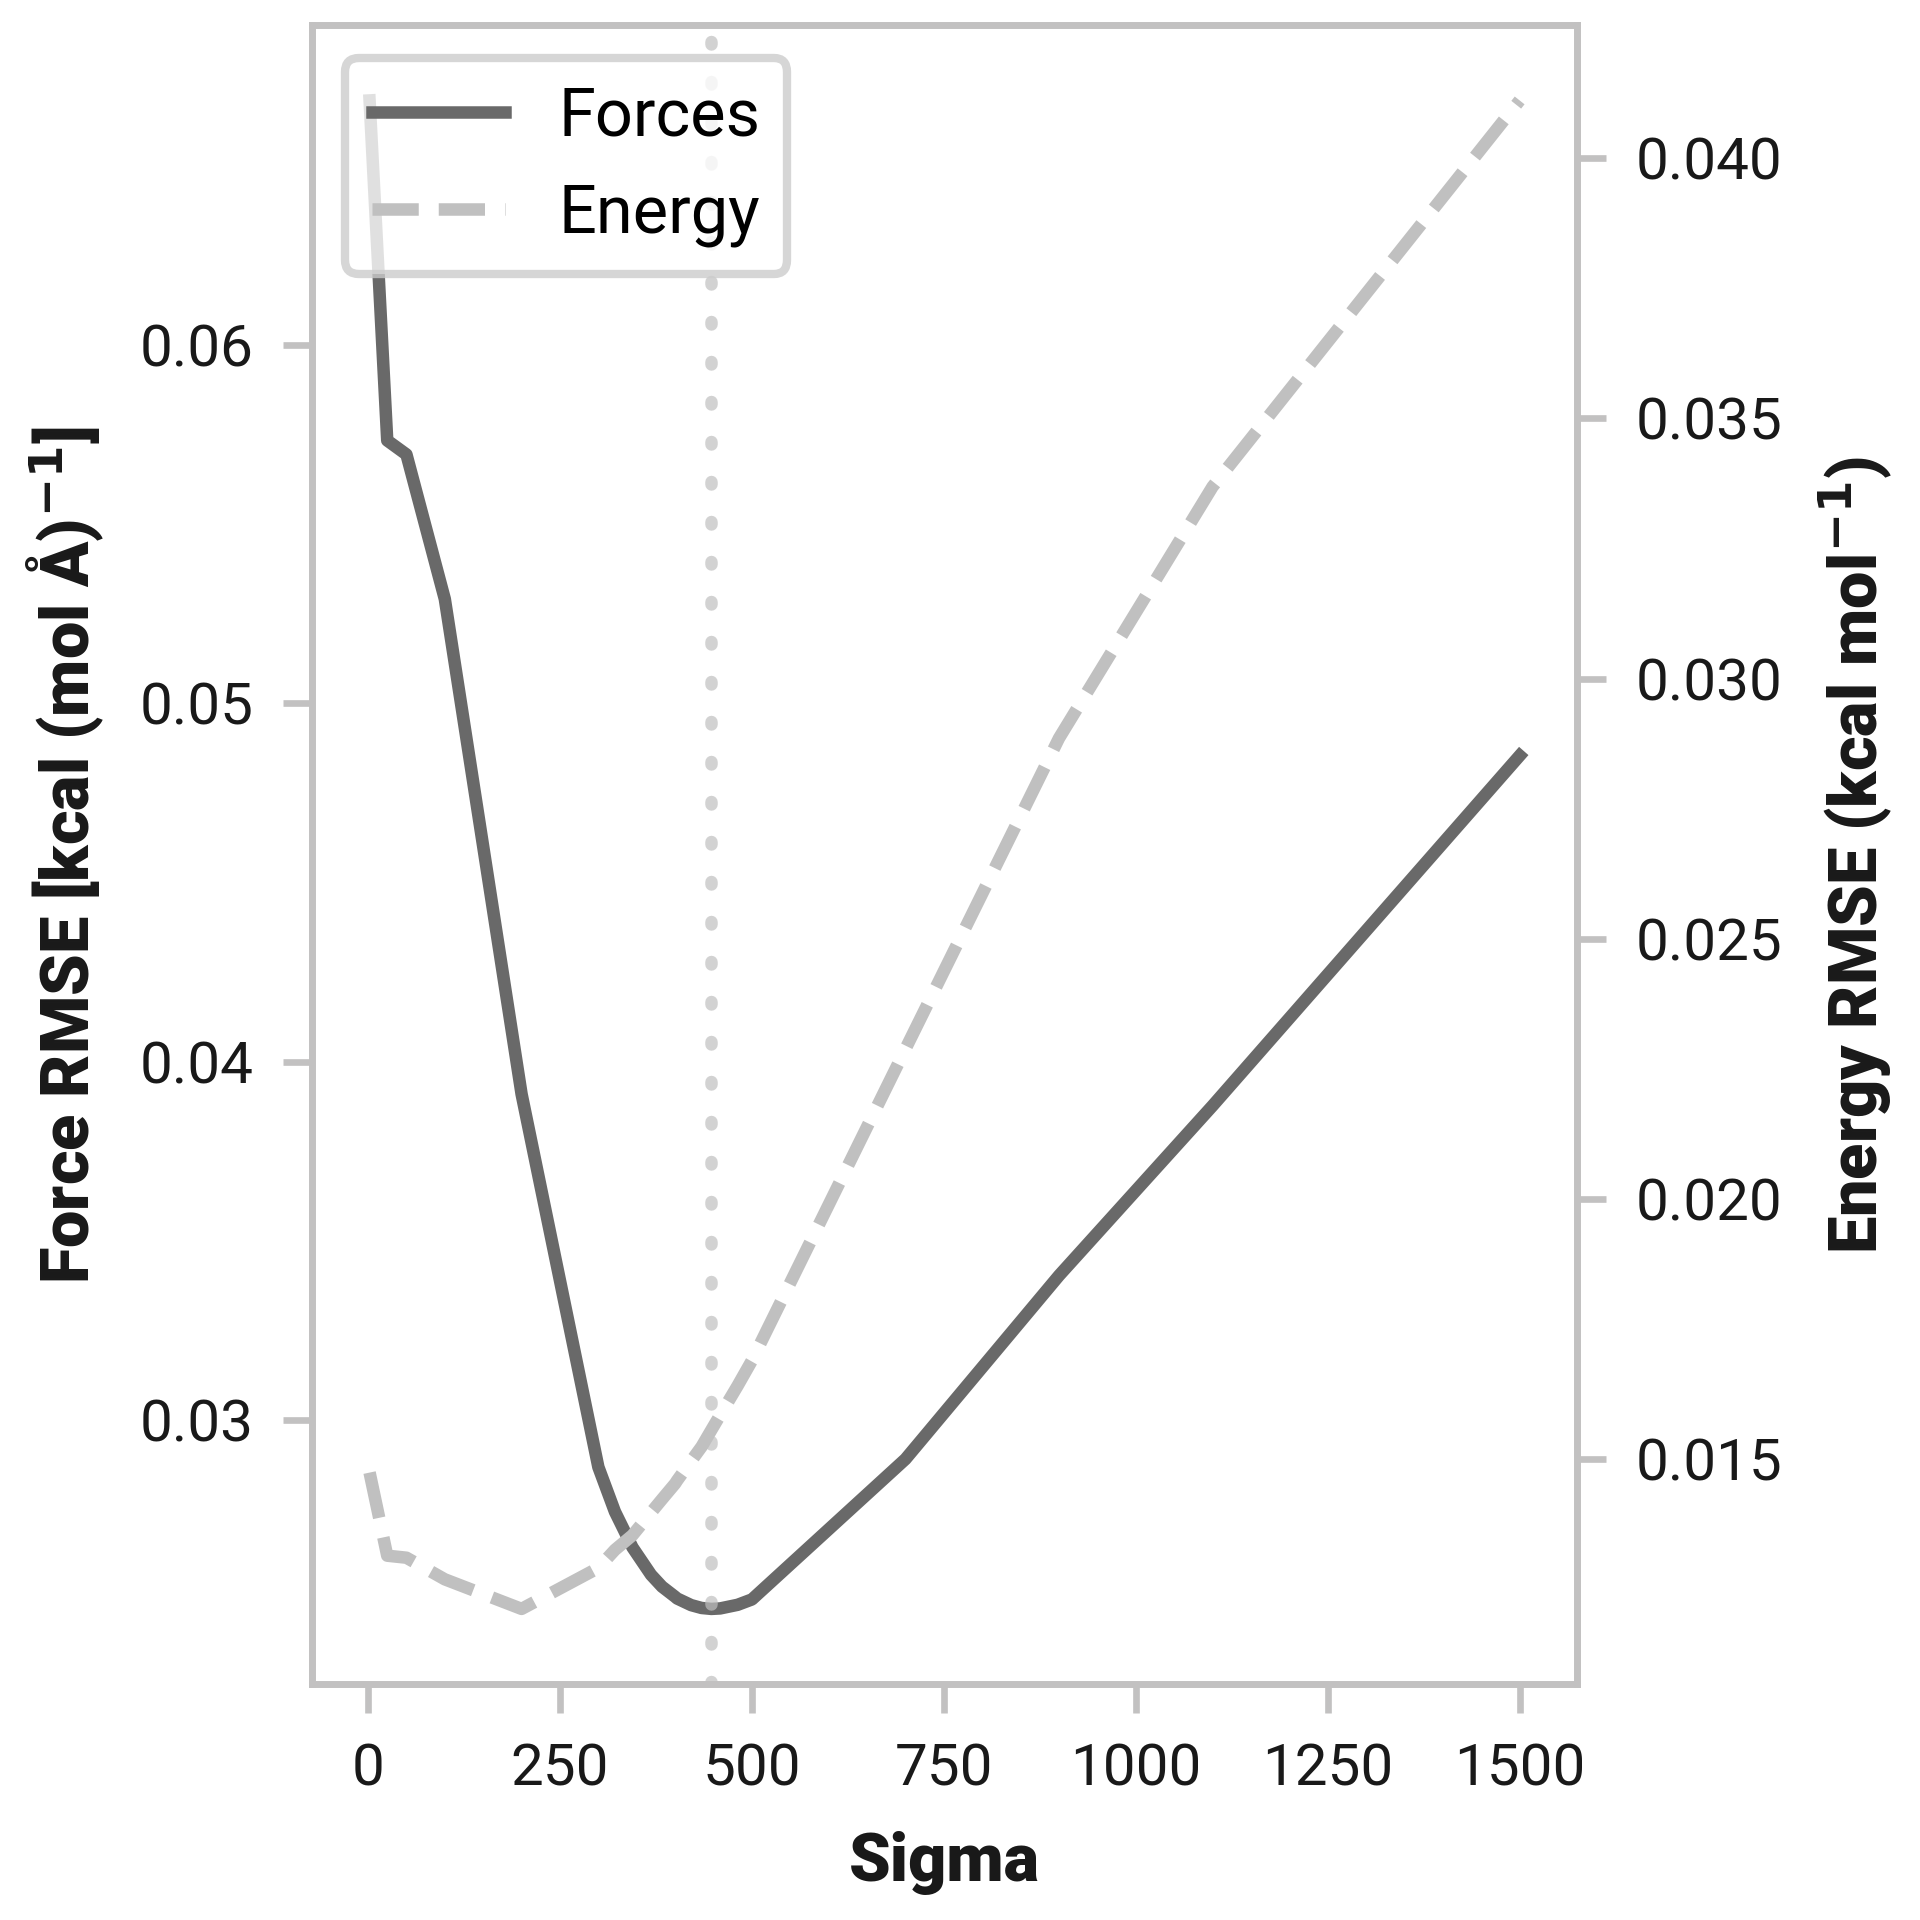 Forces
Energy
0.06
0.05
0.04
0.03
Force RMSE [kcal (mol Å)⁻¹]
0.040
0.035
0.030
0.025
0.020
0.015
Energy RMSE (kcal mol⁻¹)
0 250 500 750 1000 1250 1500
Sigma